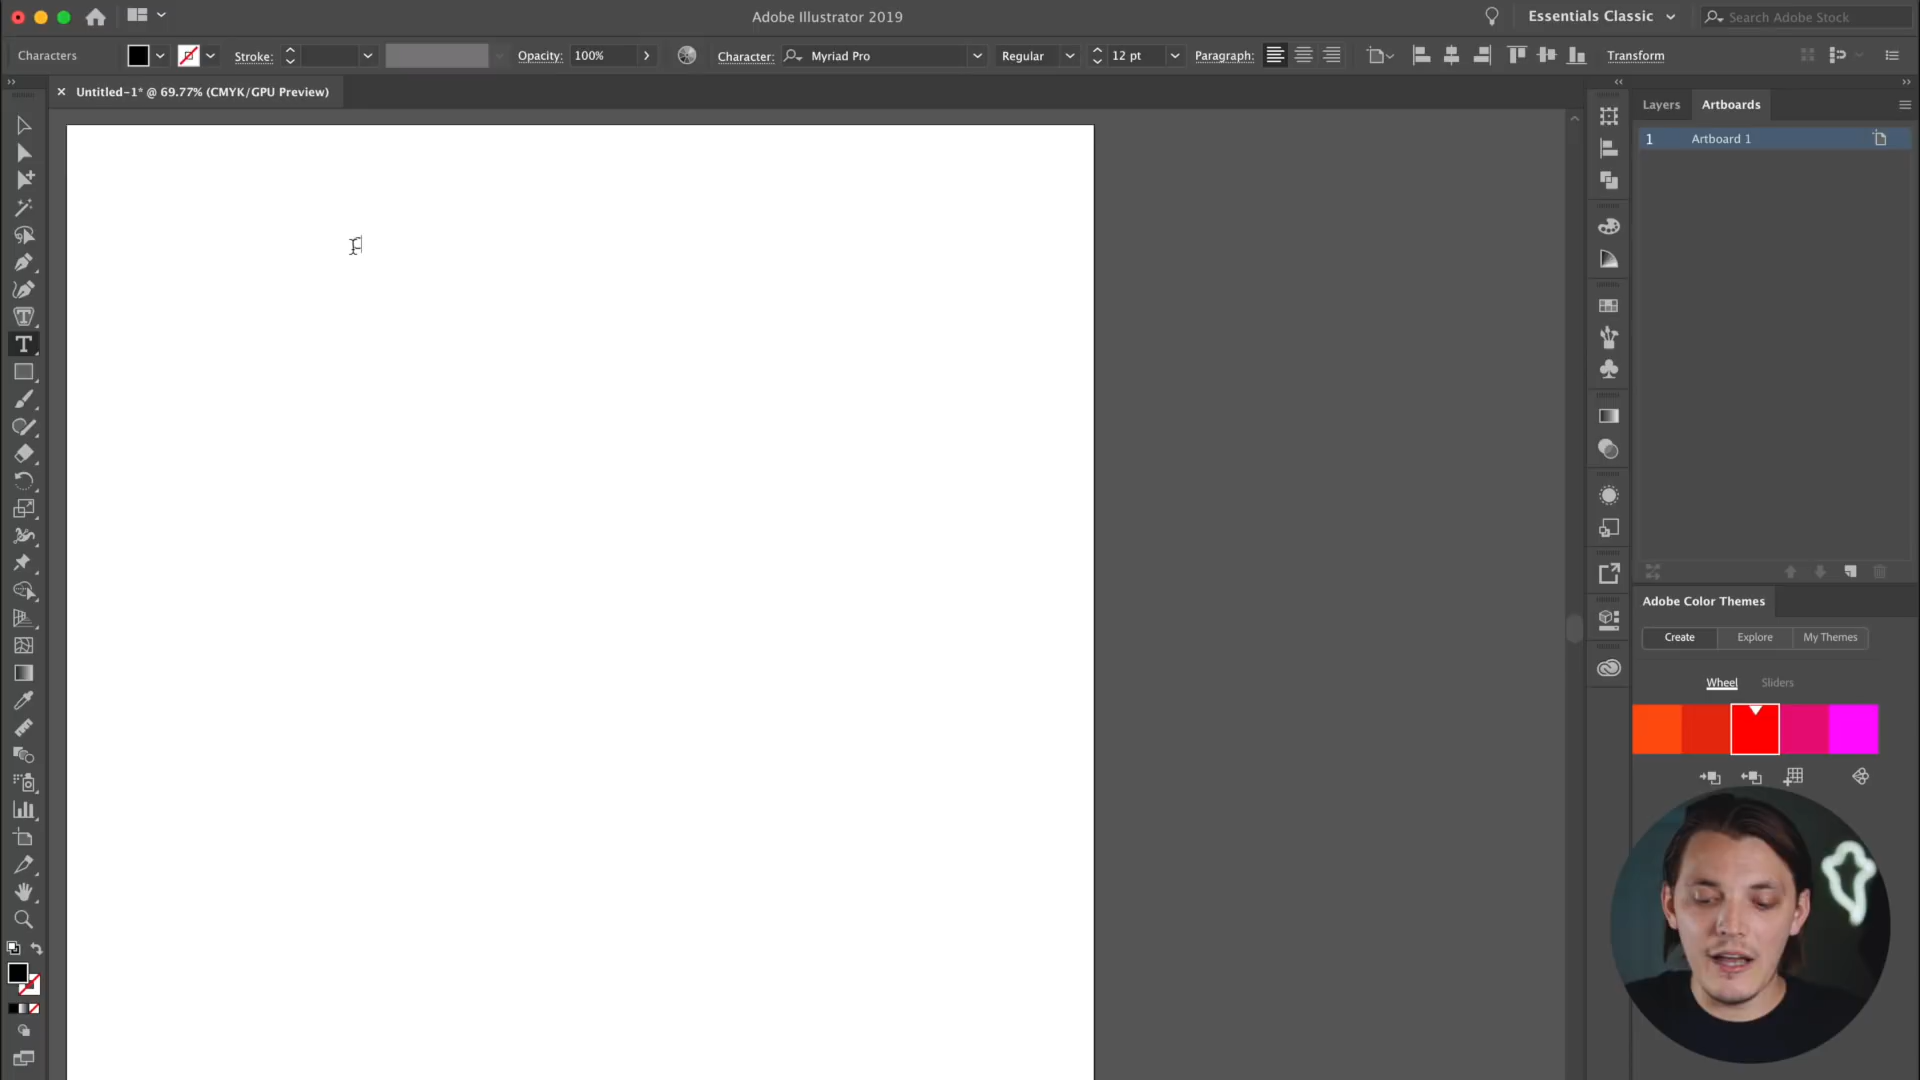 Adobe Illustrator 2019
Essentials Classic
Search Adobe Stock
Characters
Stroke:
Opacity: 100%
Character: Myriad Pro
Regular
12 pt
Paragraph:
Transform
Untitled-1* @ 69.77% (CMYK/GPU Preview)
Layers
Artboards
1 Artboard 1
Adobe Color Themes
Create
Explore
My Themes
Wheel
Sliders